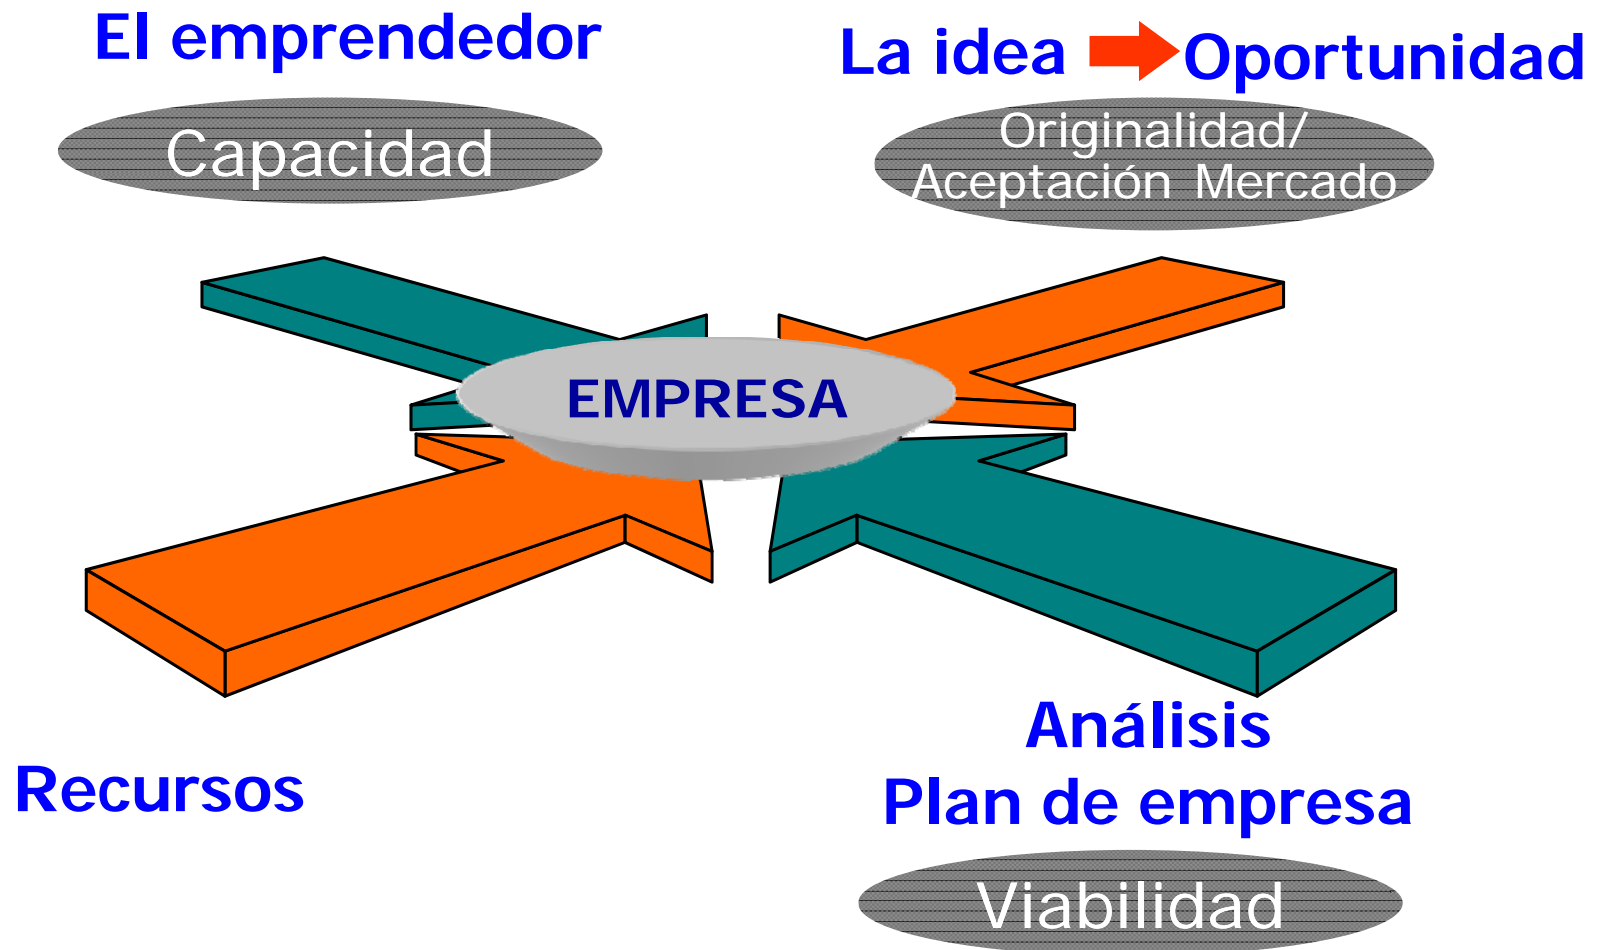 El emprendedor
La idea Oportunidad
Capacidad
Originalidad/
Aceptación Mercado
EMPRESA
Recursos
Análisis
Plan de empresa
Viabilidad